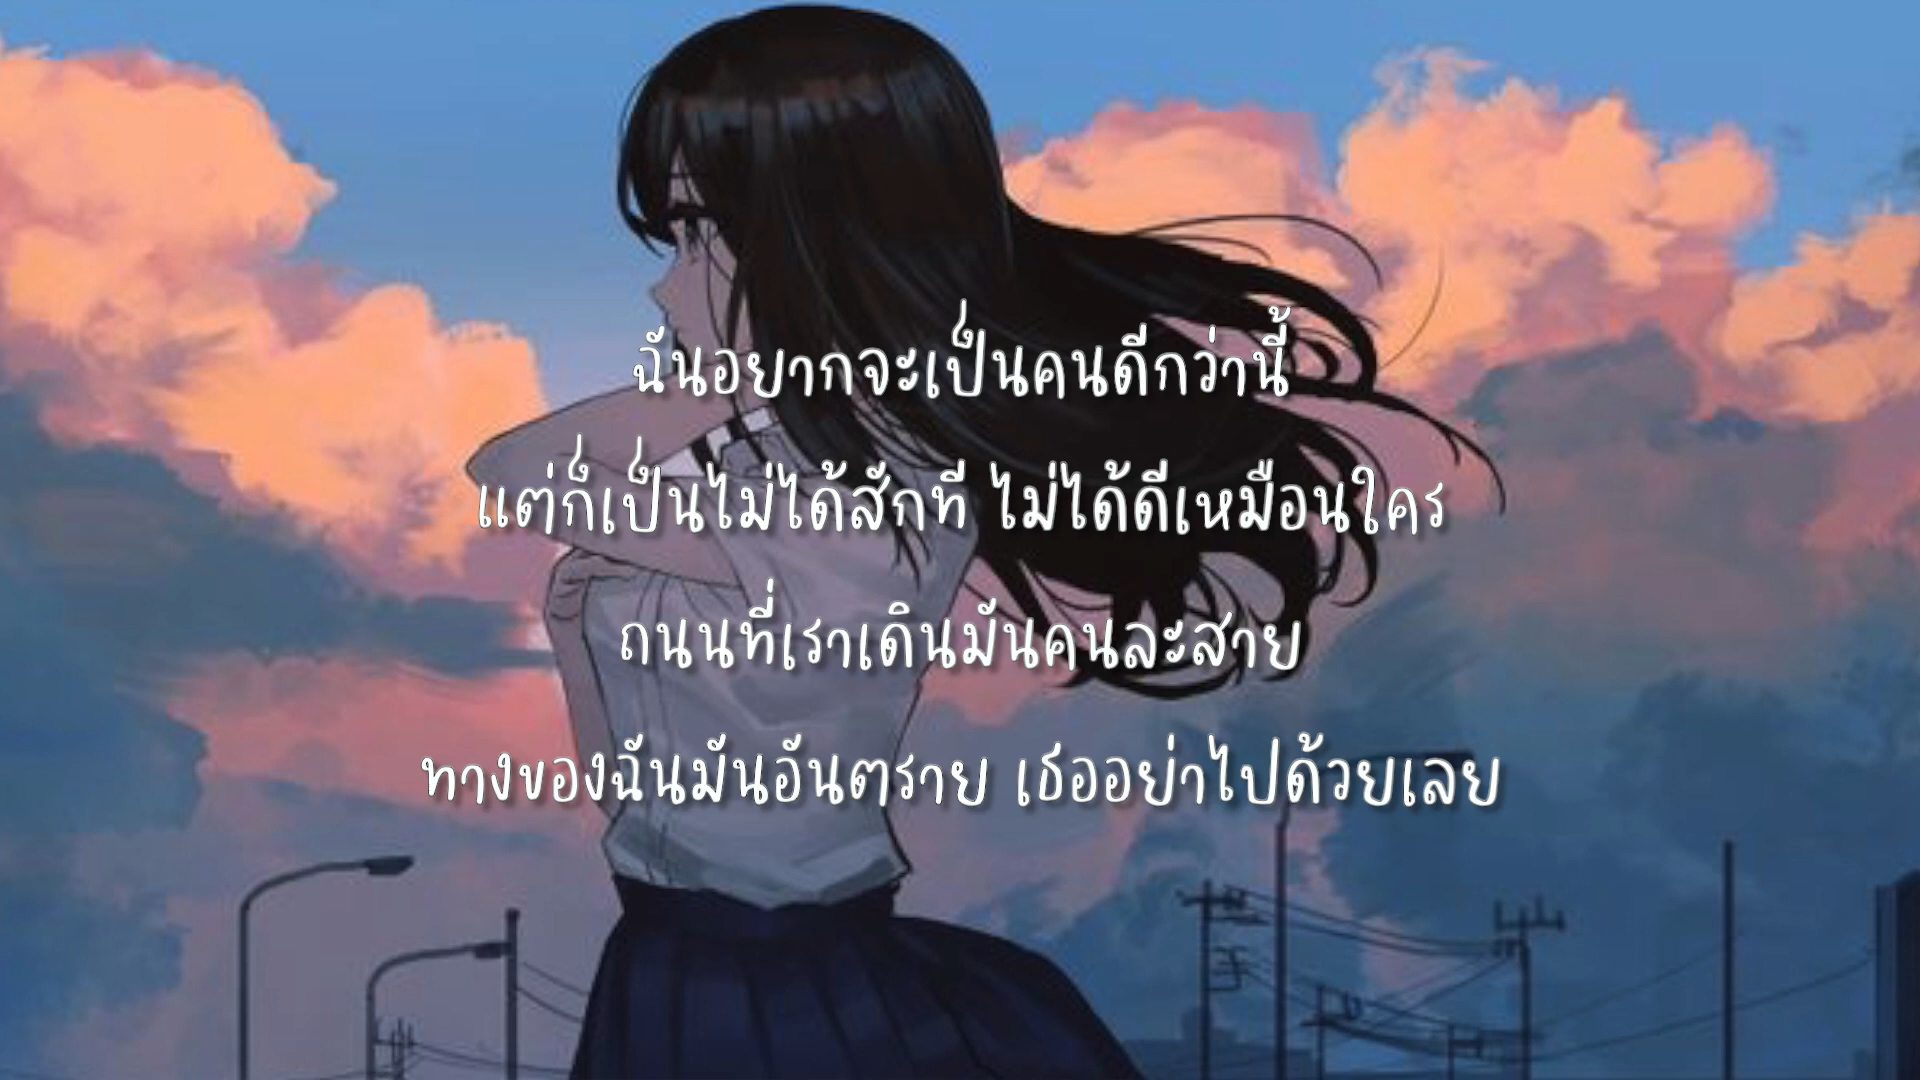 ฉันอยากจะเป็นคนดีกว่านี้
แต่ก็เป็นไม่ได้สักที ไม่ได้ดีเหมือนใคร
ถนนที่เราเดินมันคนละสาย
ทางของฉันมันอันตราย เธออย่าไปด้วยเลย